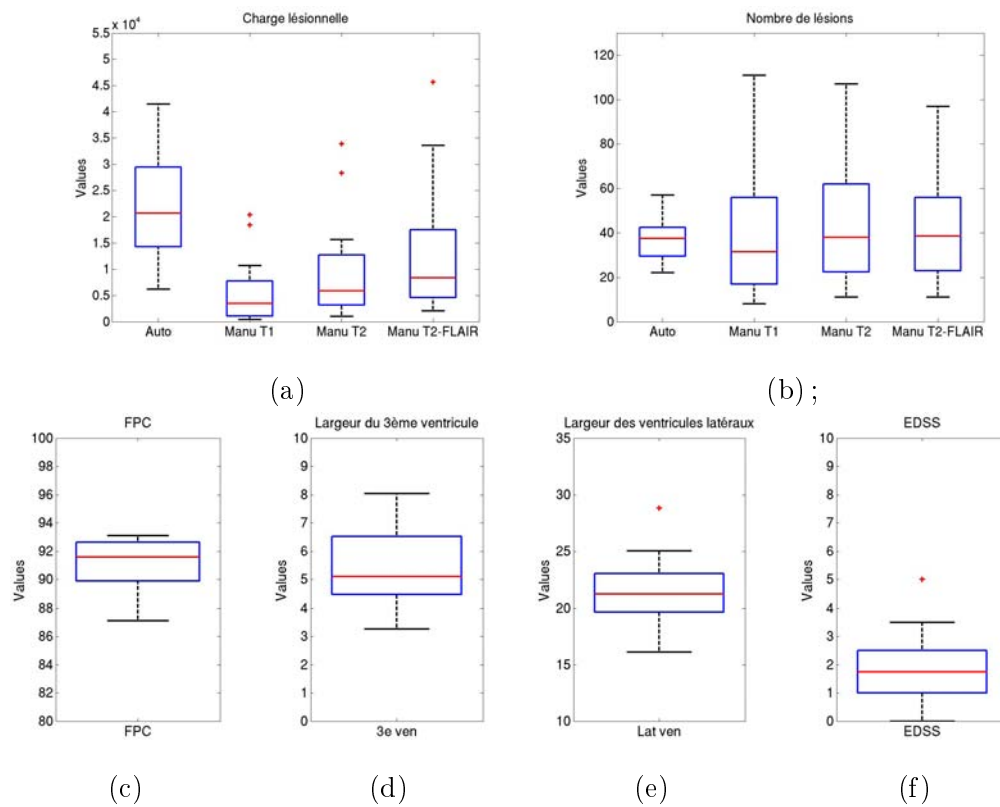 Charge lésionnelle
5.5 x 10^4
5
4.5
4
3.5
3
2.5
2
1.5
1
0.5
0
Values
Auto Manu T1 Manu T2 Manu T2-FLAIR
(a)
Nombre de lésions
120
100
80
60
40
20
0
Values
Auto Manu T1 Manu T2 Manu T2-FLAIR
(b) ;
FPC
100
98
96
94
92
90
88
86
84
82
80
Values
FPC
(c)
Largeur du 3ème ventricule
10
9
8
7
6
5
4
3
2
1
0
Values
3e ven
(d)
Largeur des ventricules latéraux
35
30
25
20
15
10
Values
Lat ven
(e)
EDSS
10
9
8
7
6
5
4
3
2
1
0
Values
EDSS
(f)